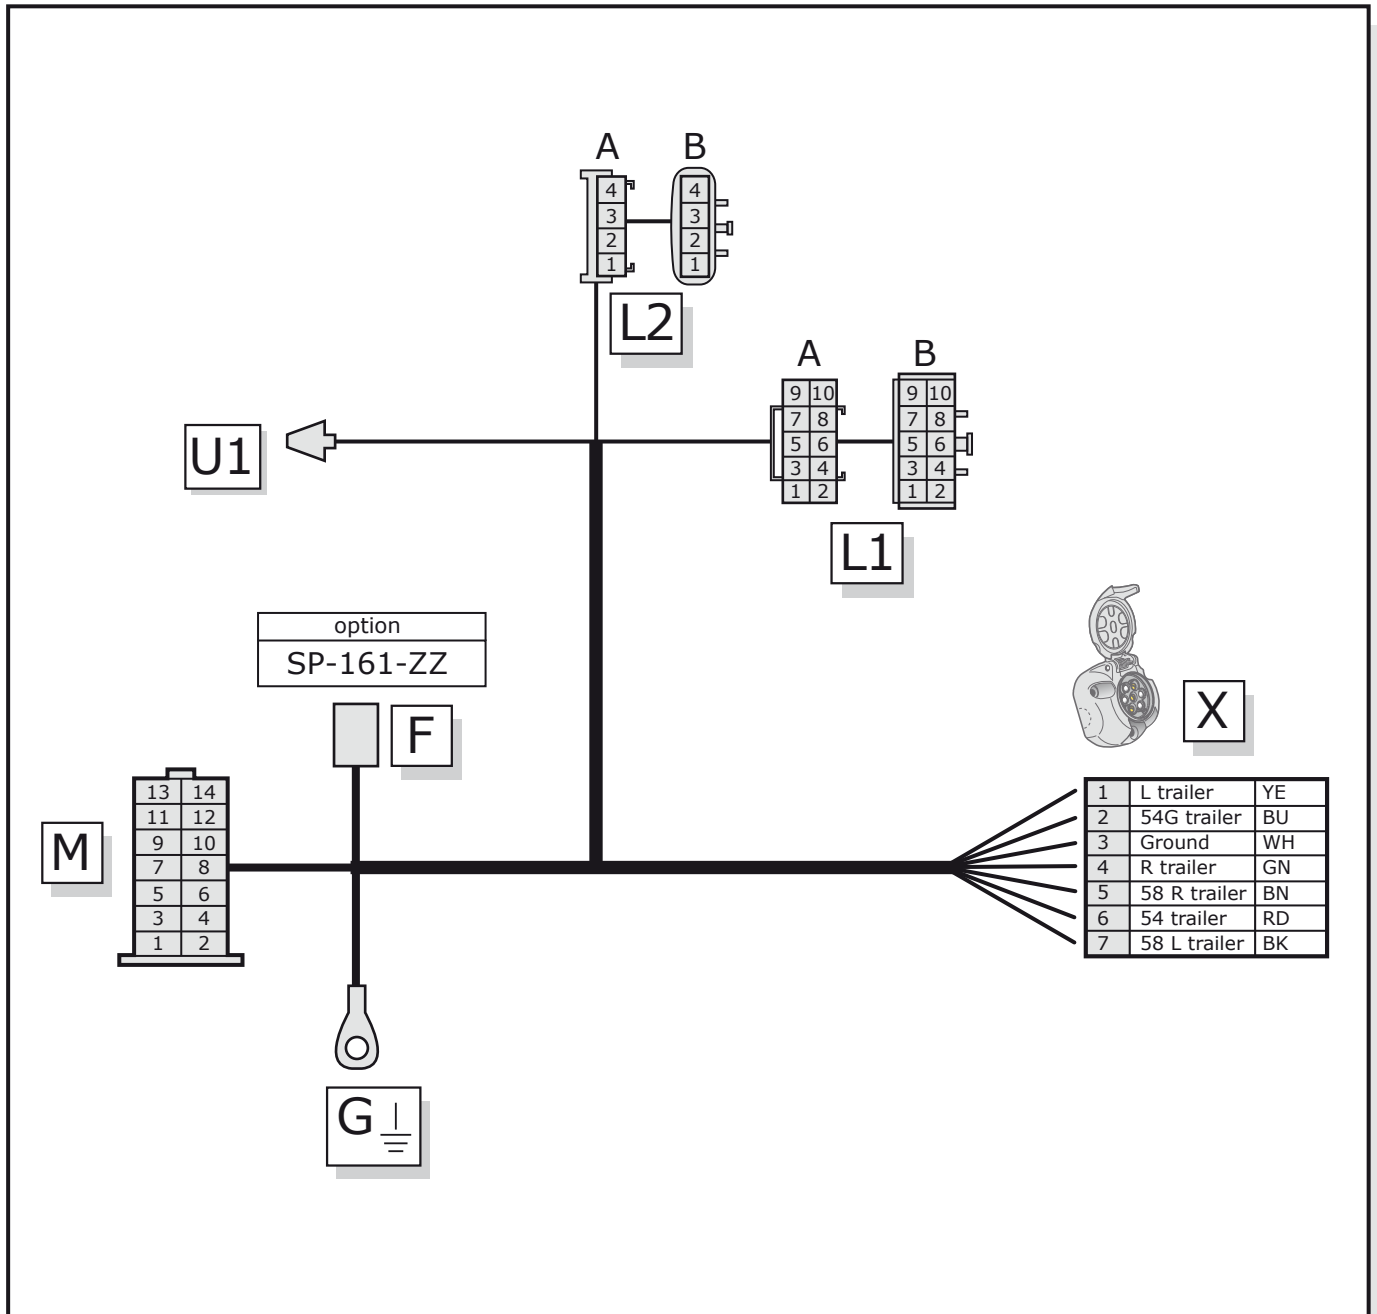 A B
4 4
3 3
2 2
1 1
L2
A B
9 10 9 10
7 8 7 8
5 6 5 6
3 4 3 4
1 2 1 2
L1
U1
option
SP-161-ZZ
F
X
M
13 14
11 12
9 10
7 8
5 6
3 4
1 2
1 L trailer YE
2 54G trailer BU
3 Ground WH
4 R trailer GN
5 58 R trailer BN
6 54 trailer RD
7 58 L trailer BK
G